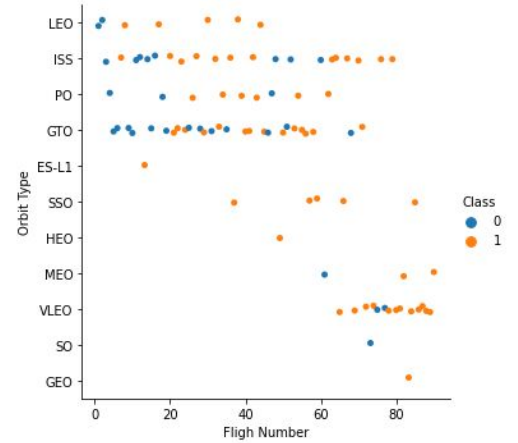 LEO
ISS
PO
GTO
ES-L1
SSO
HEO
MEO
VLEO
SO
GEO
Orbit Type
0
20
40
60
80
Fligh Number
Class
0
1